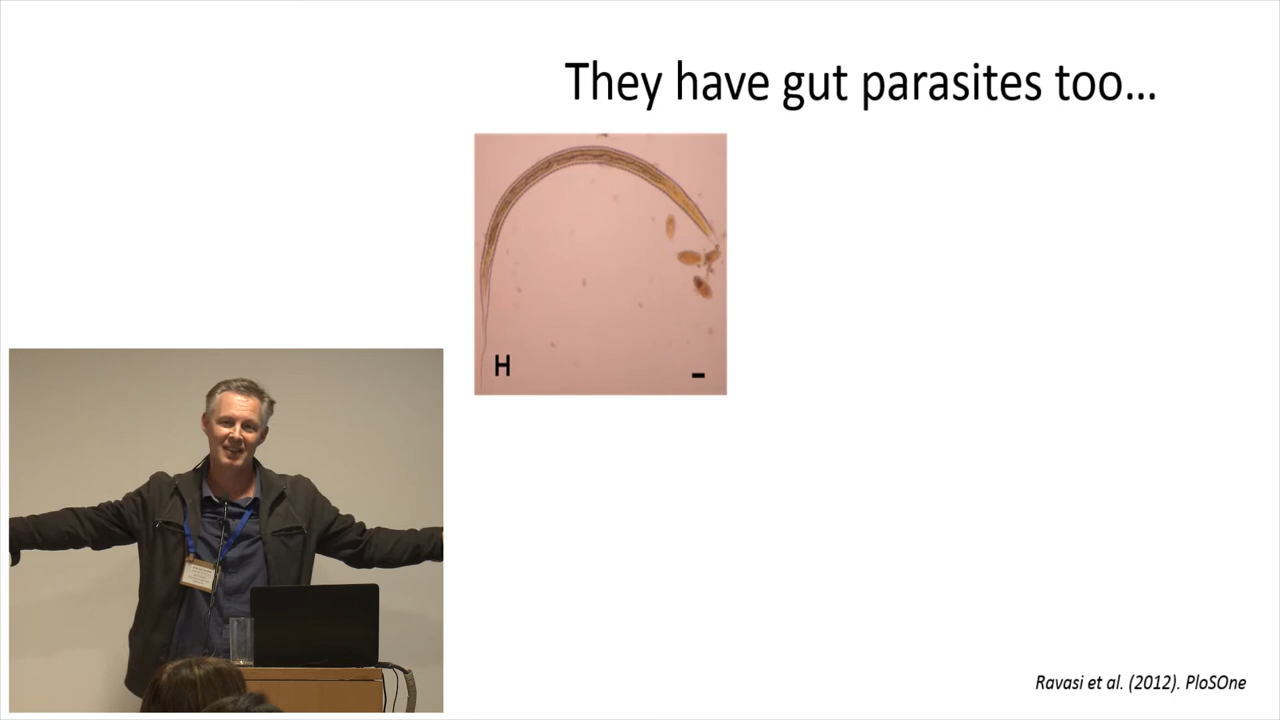 They have gut parasites too...
H
Ravasi et al. (2012). PloSOne